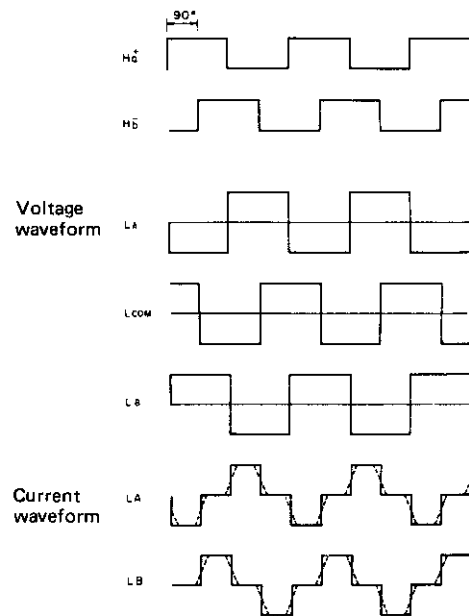 90°
Ha+
Hb-
Voltage
waveform
LA
LCOM
LB
Current
waveform
LA
LB